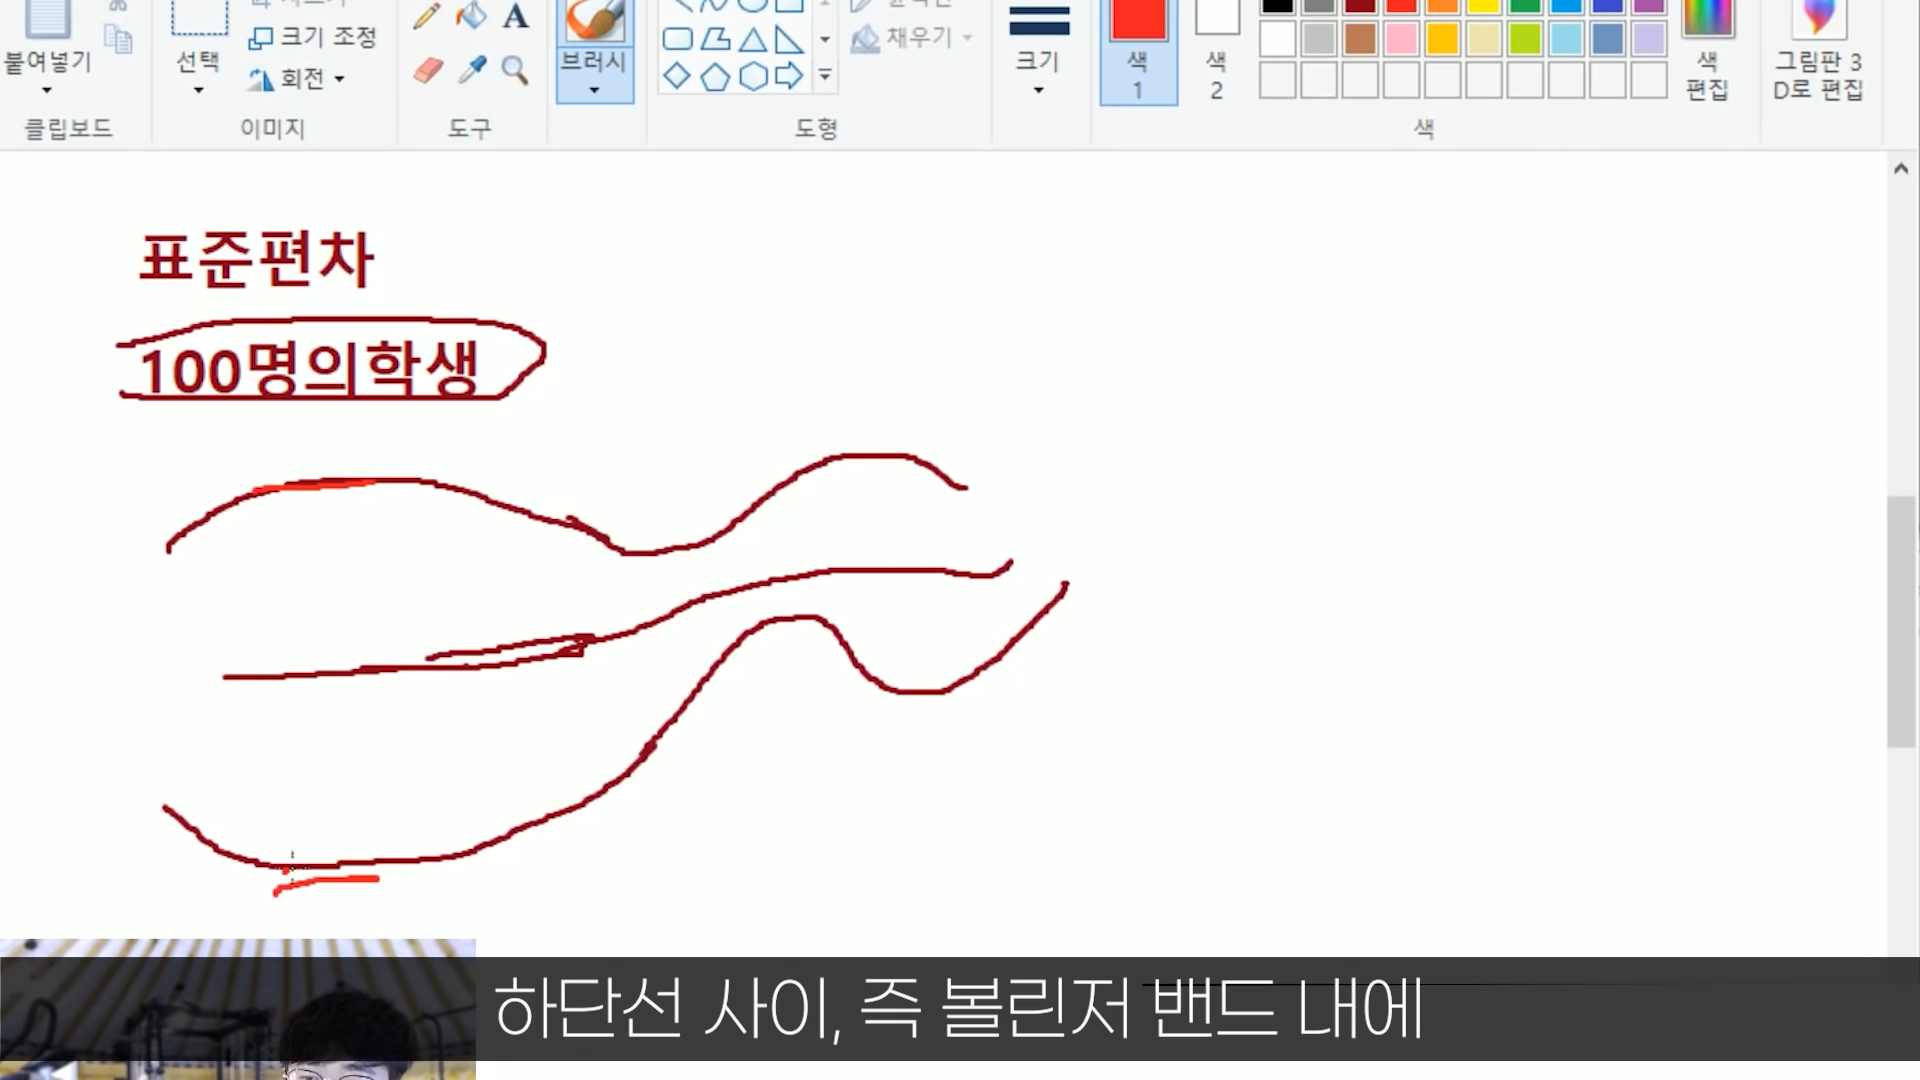 붙여넣기
선택
크기 조정
회전
브러시
채우기
크기
색
1
색
2
색
편집
그림판 3
D로 편집
클립보드
이미지
도구
도형
색
표준편차
100명의학생
하단선 사이, 즉 볼린저 밴드 내에